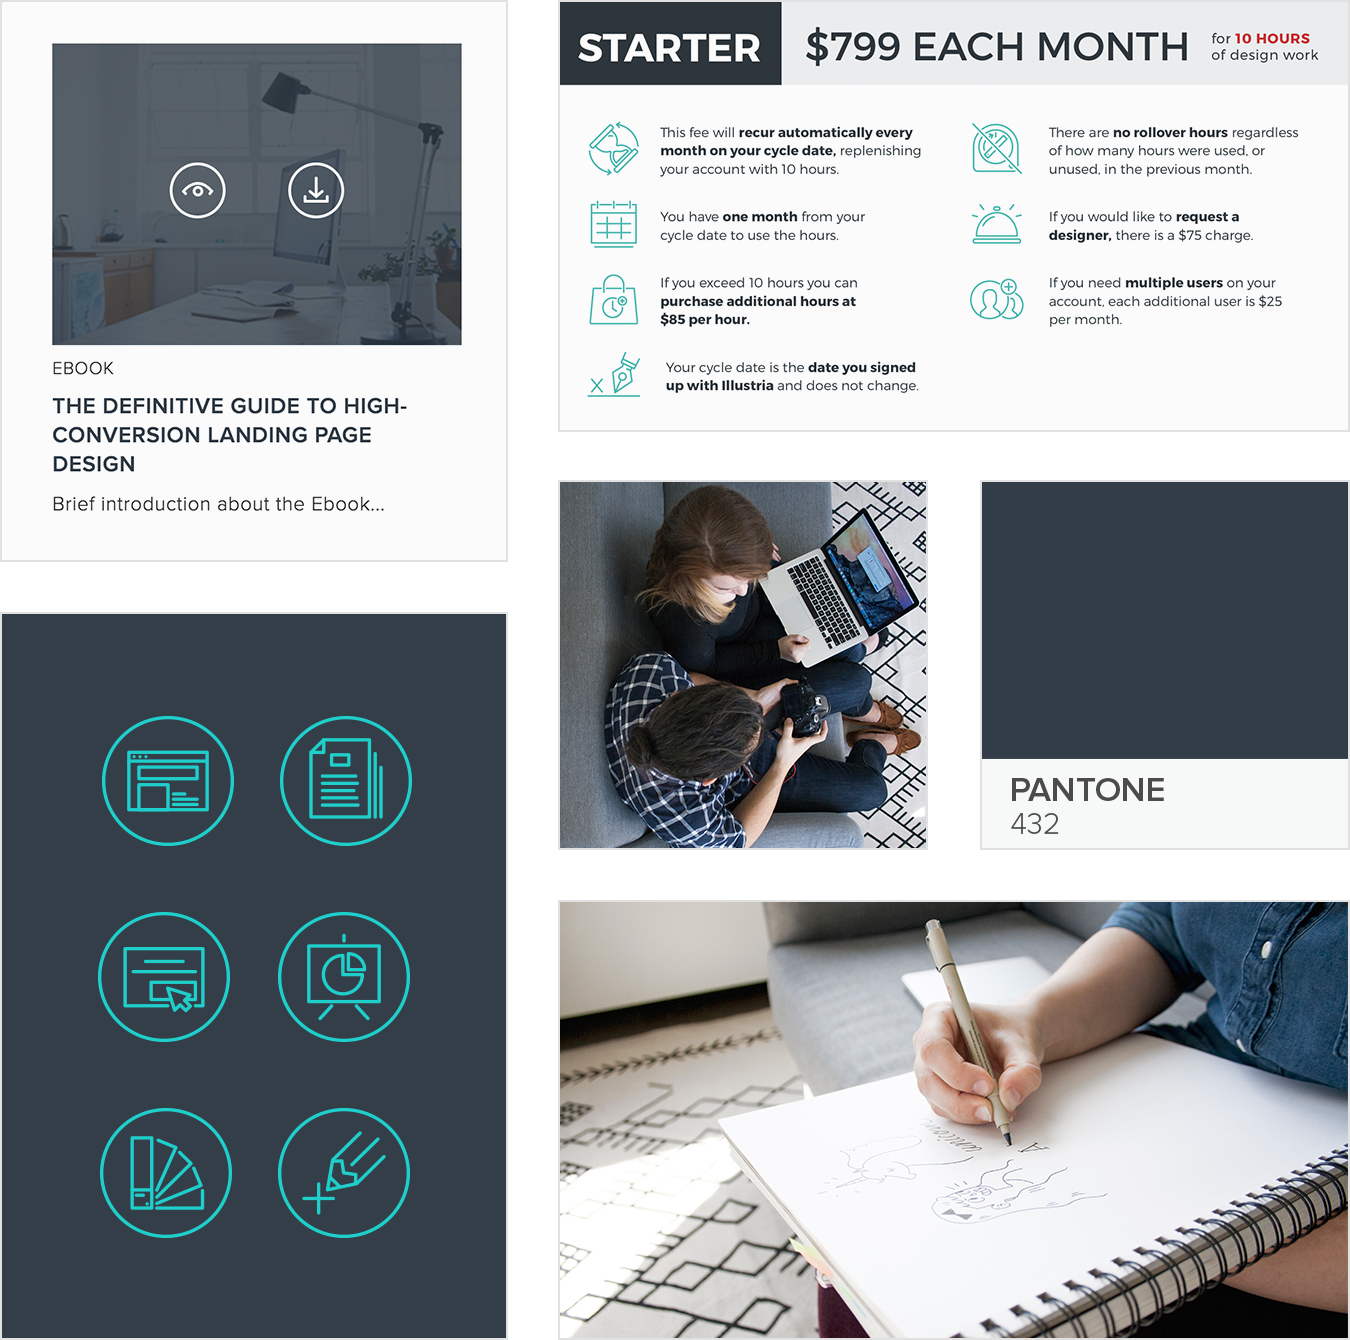 EBOOK
THE DEFINITIVE GUIDE TO HIGH-
CONVERSION LANDING PAGE
DESIGN
Brief introduction about the Ebook...
STARTER
$799 EACH MONTH
for 10 HOURS
of design work
This fee will recur automatically every
month on your cycle date, replenishing
your account with 10 hours.
You have one month from your
cycle date to use the hours.
If you exceed 10 hours you can
purchase additional hours at
$85 per hour.
X
Your cycle date is the date you signed
up with Illustria and does not change.
There are no rollover hours regardless
of how many hours were used, or
unused, in the previous month.
If you would like to request a
designer, there is a $75 charge.
If you need multiple users on your
account, each additional user is $25
per month.
PANTONE
432
A
unicorn